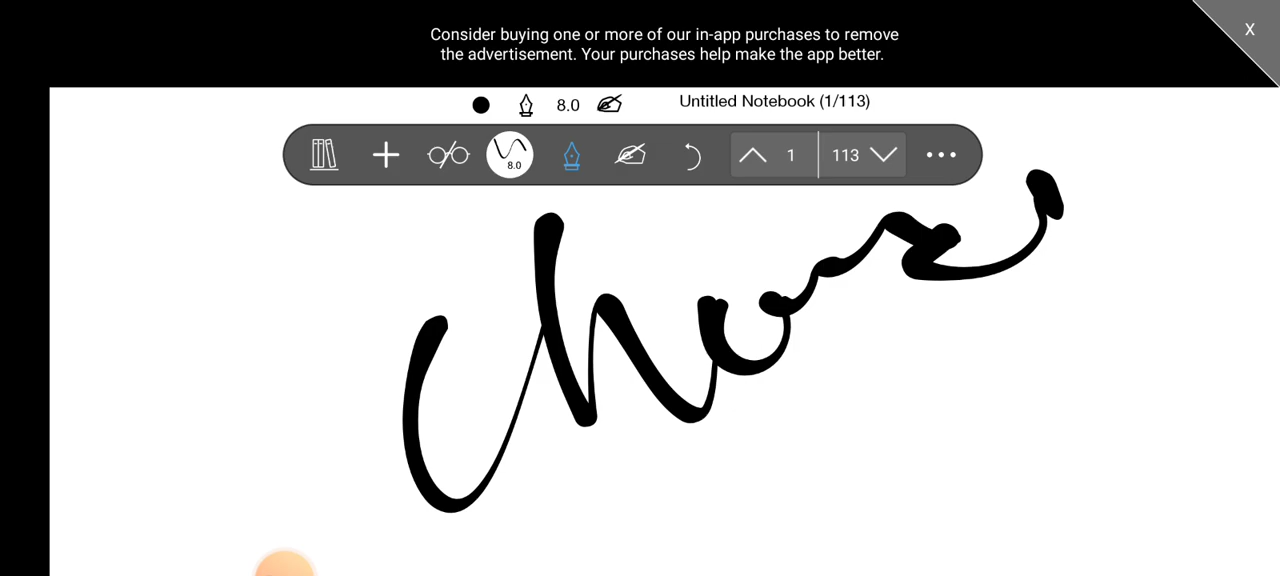 Consider buying one or more of our in-app purchases to remove
the advertisement. Your purchases help make the app better.
X
8.0
Untitled Notebook (1/113)
8.0
1
113